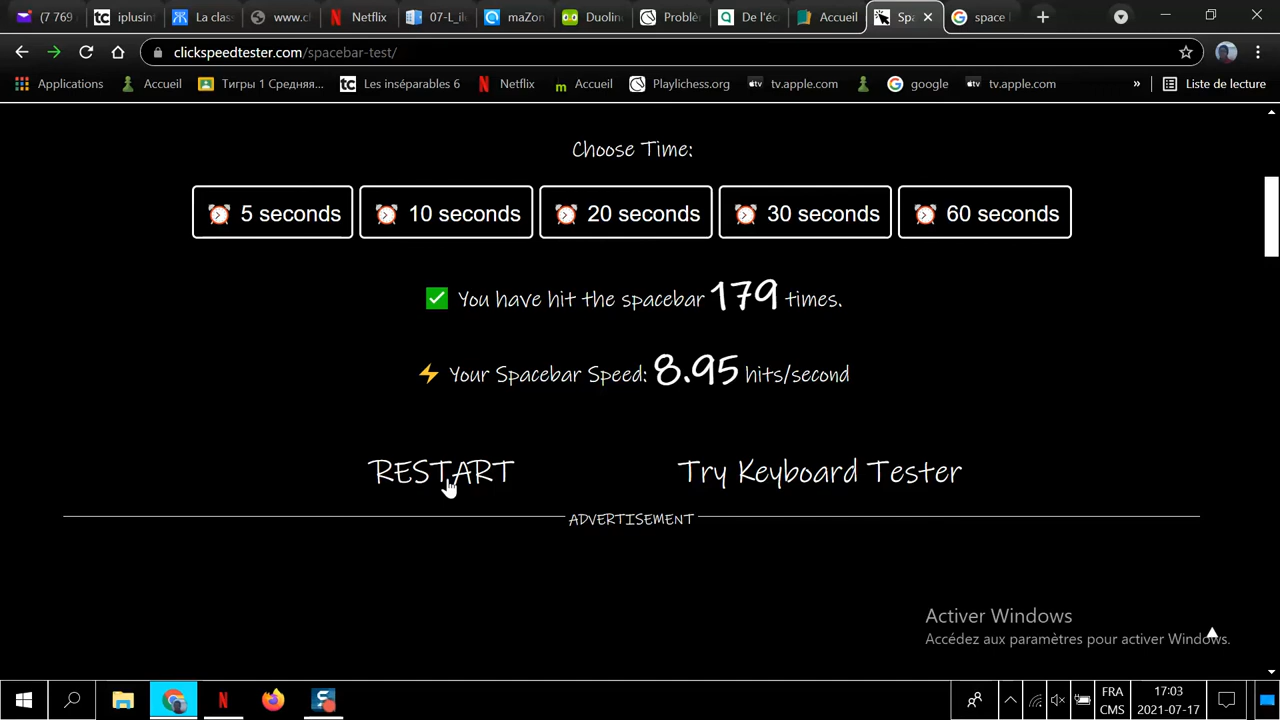 (7 769
iplusint
La class
www.cl
Netflix
07-L_ile
maZon
Duolin
Problè
De l'éc
Accueil
Spa
space b
clickspeedtester.com/spacebar-test/
Applications
Accueil
Тигры 1 Средняя...
Les inséparables 6
Netflix
Accueil
Playlichess.org
tv.apple.com
google
tv.apple.com
»
Liste de lecture
Choose Time:
5 seconds
10 seconds
20 seconds
30 seconds
60 seconds
You have hit the spacebar 179 times.
Your Spacebar Speed: 8.95 hits/second
RESTART
Try Keyboard Tester
ADVERTISEMENT
Activer Windows
Accédez aux paramètres pour activer Windows.
FRA
CMS
17:03
2021-07-17